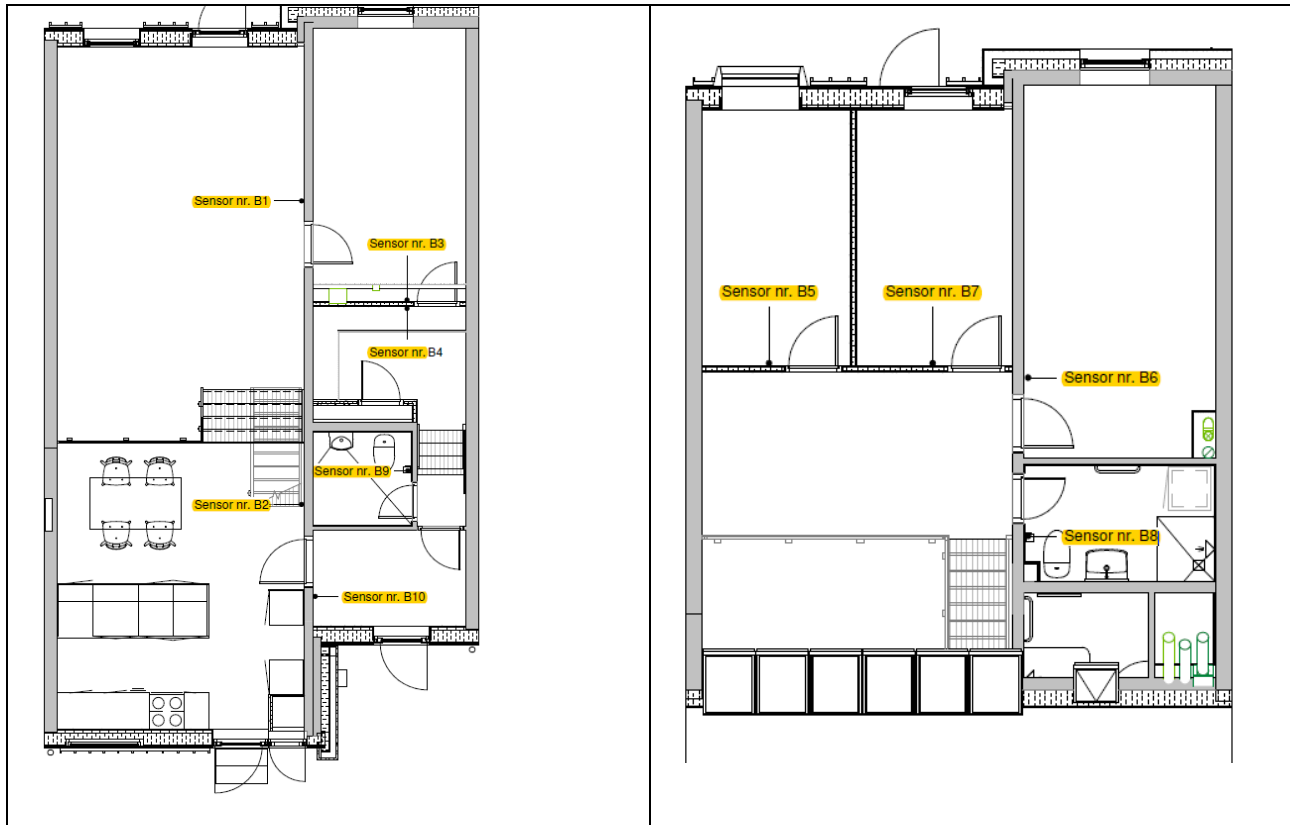 Sensor nr. B1
Sensor nr. B3
Sensor nr. B4
Sensor nr. B9
Sensor nr. B2
Sensor nr. B10
Sensor nr. B5
Sensor nr. B7
Sensor nr. B6
Sensor nr. B8